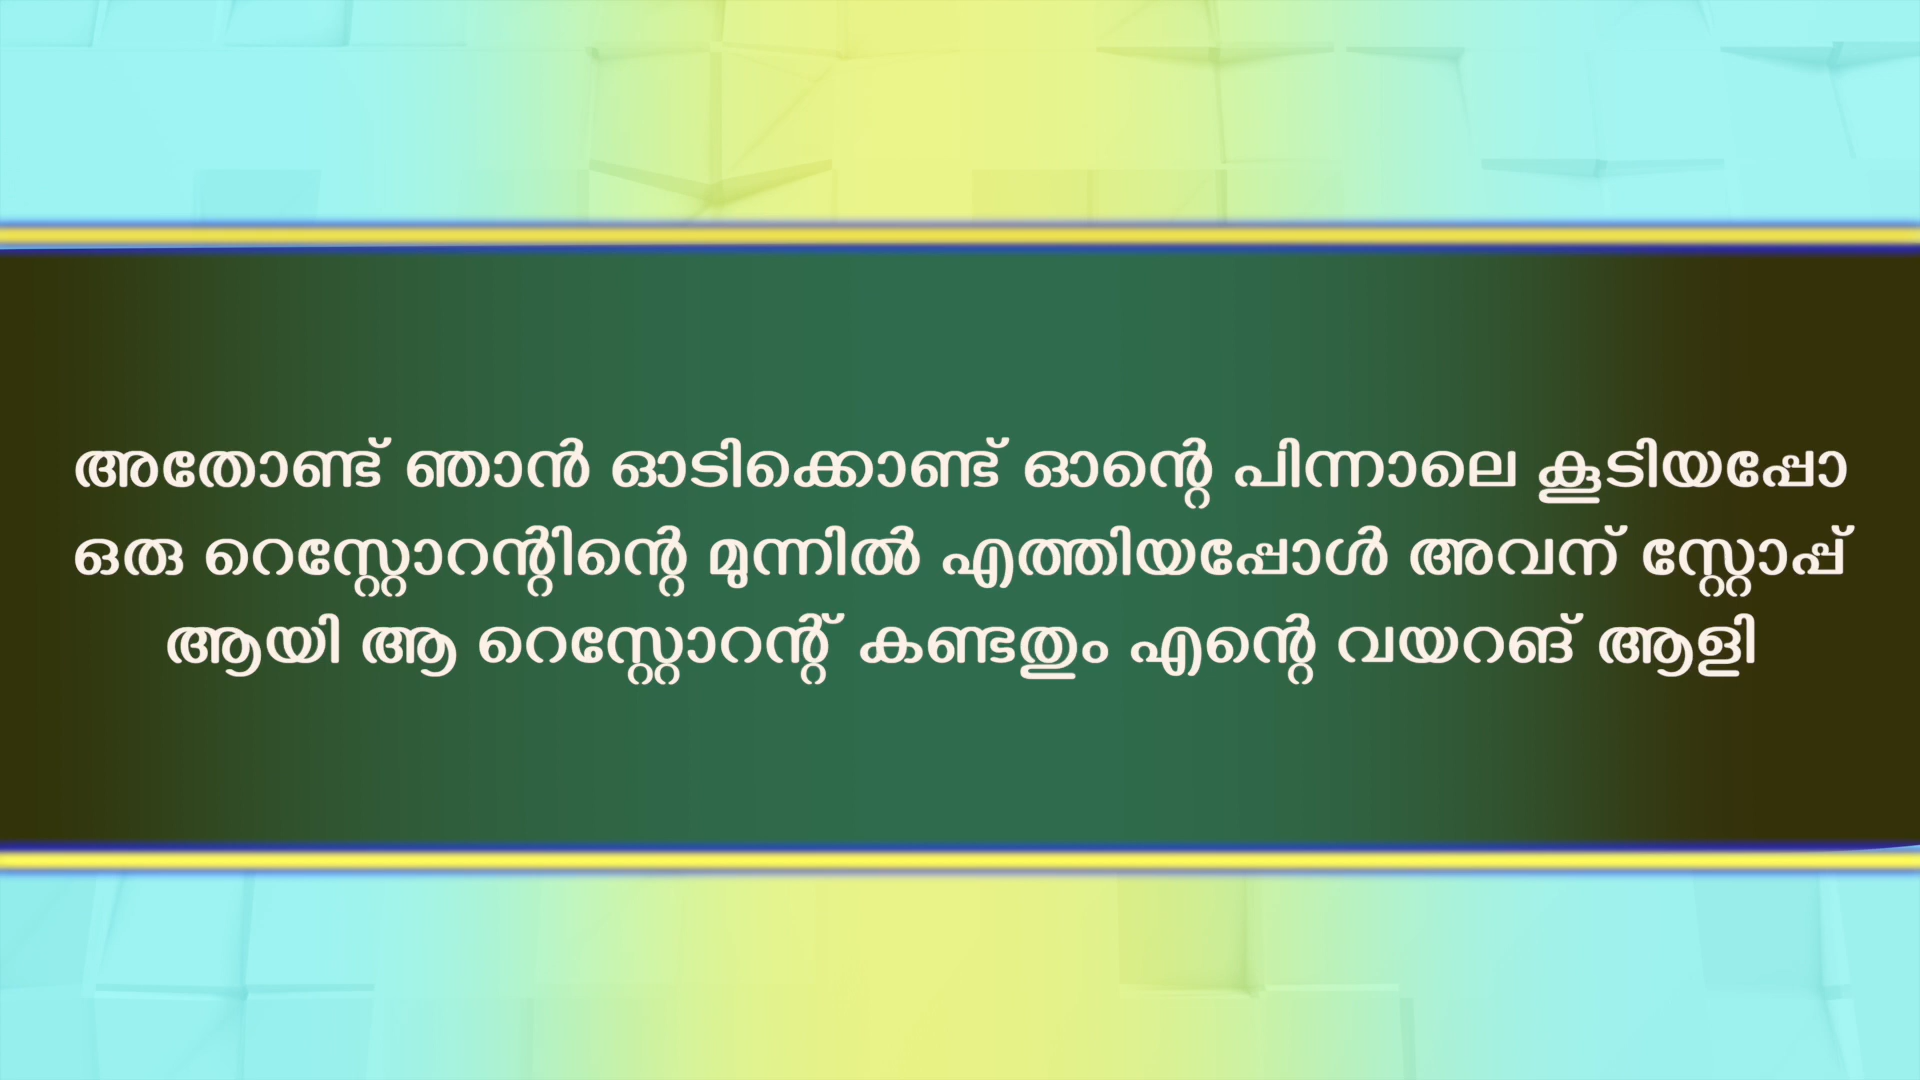 അതോണ്ട് ഞാൻ ഓടിക്കൊണ്ട് ഓന്റെ പിന്നാലെ കൂടിയപ്പോ
ഒരു റെസ്റ്റോറന്റിന്റെ മുന്നിൽ എത്തിയപ്പോൾ അവന് സ്റ്റോപ്പ്
ആയി ആ റെസ്റ്റോറന്റ് കണ്ടതും എന്റെ വയറങ് ആളി